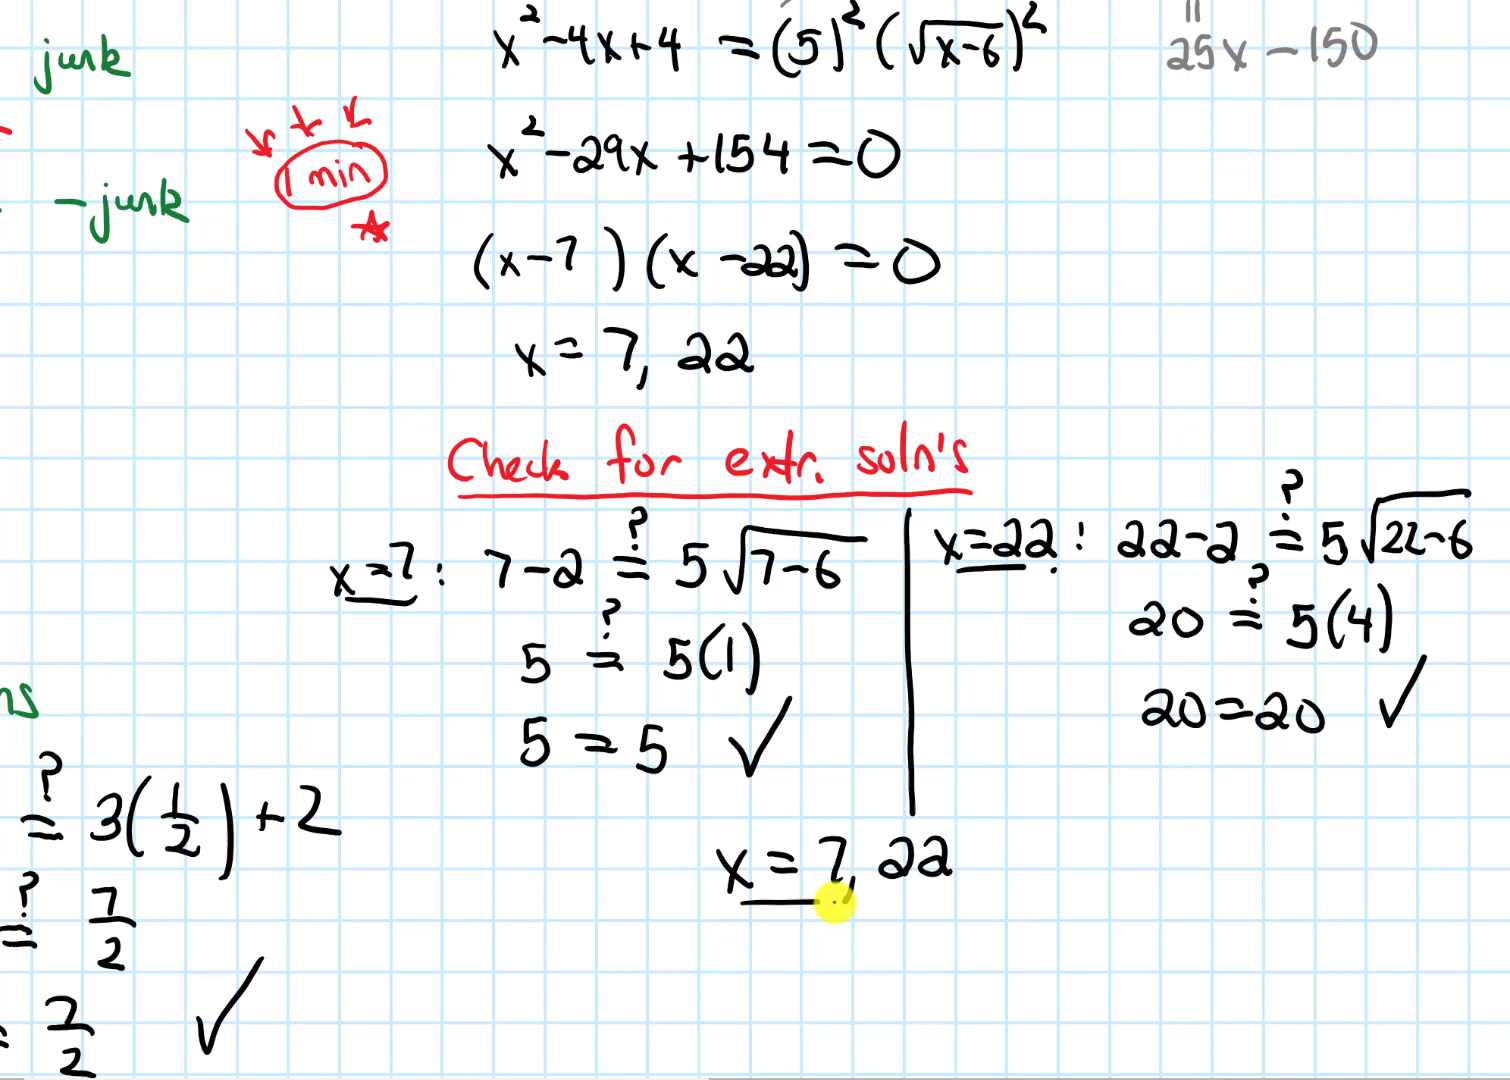 junk
- junk
1 min
x² - 4x + 4 = (5)² (√(x-6))²
||
25x - 150
x² - 29x + 154 = 0
(x - 7) (x - 22) = 0
x = 7, 22
Check for extr. soln's
x = 7: 7 - 2 ≟ 5√(7-6)
5 ≟ 5(1)
5 = 5 ✓
x = 22: 22 - 2 ≟ 5√(22-6)
20 ≟ 5(4)
20 = 20 ✓
x = 7, 22
ns
≟ 3(1/2) + 2
≟ 7/2
= 7/2 ✓